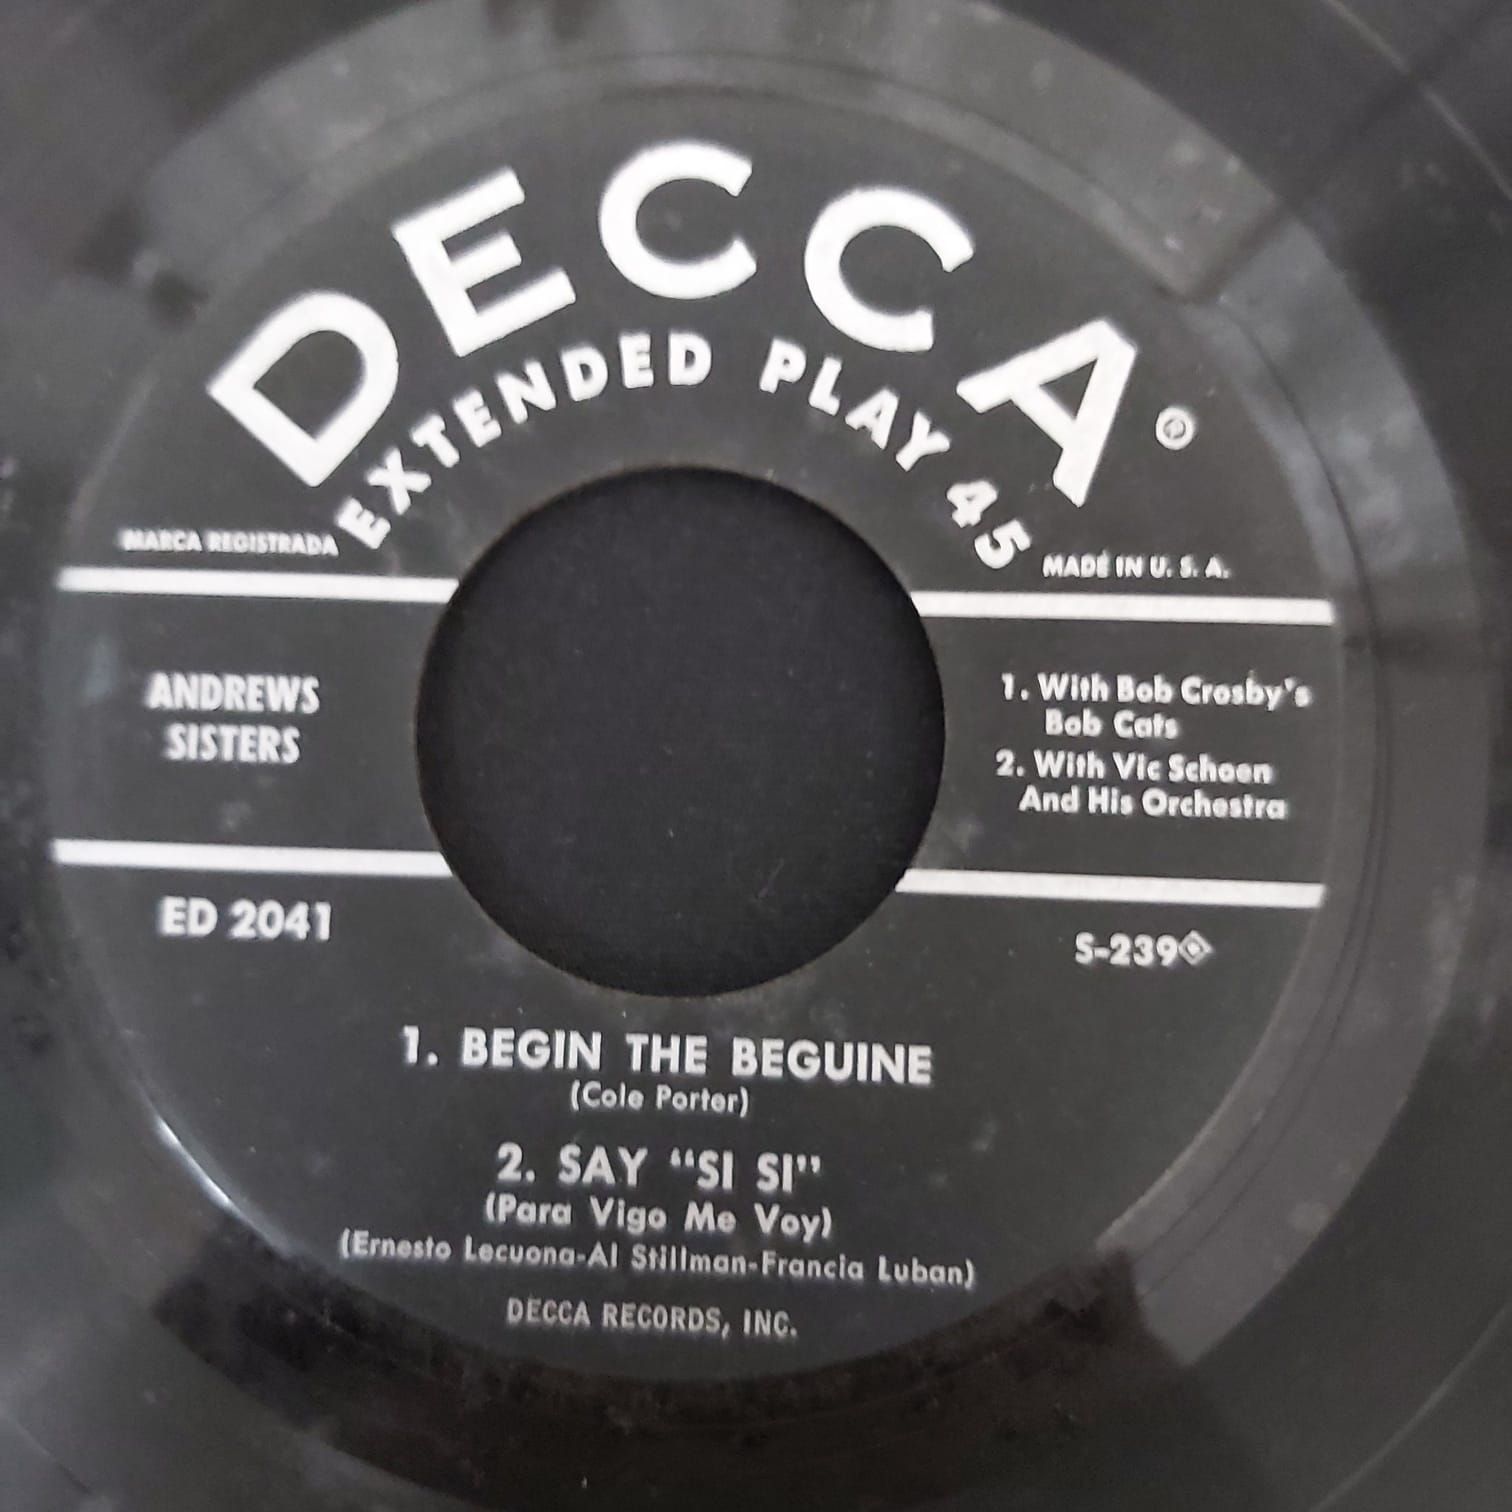 DECCA®
EXTENDED PLAY 45
MARCA REGISTRADA
MADE IN U. S. A.
ANDREWS
SISTERS
1. With Bob Crosby's
Bob Cats
2. With Vic Schoen
And His Orchestra
ED 2041
S-239
1. BEGIN THE BEGUINE
(Cole Porter)
2. SAY "SI SI"
(Para Vigo Me Voy)
(Ernesto Lecuona-Al Stillman-Francia Luban)
DECCA RECORDS, INC.